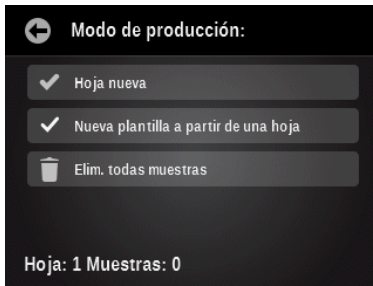 Modo de producción:
Hoja nueva
Nueva plantilla a partir de una hoja
Elim. todas muestras
Hoja: 1 Muestras: 0